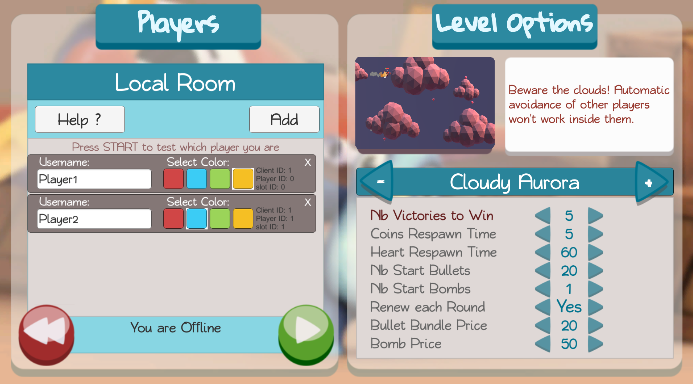 Players
Local Room
Help ?
Add
Press START to test which player you are
Username:
Select Color:
X
Player1
Client ID: 1
Player ID: 0
slot ID: 0
Username:
Select Color:
X
Player2
Client ID: 1
Player ID: 1
slot ID: 1
You are Offline
Level Options
Beware the clouds! Automatic
avoidance of other players
won't work inside them.
- Cloudy Aurora +
Nb Victories to Win 5
Coins Respawn Time 5
Heart Respawn Time 60
Nb Start Bullets 20
Nb Start Bombs 1
Renew each Round Yes
Bullet Bundle Price 20
Bomb Price 50